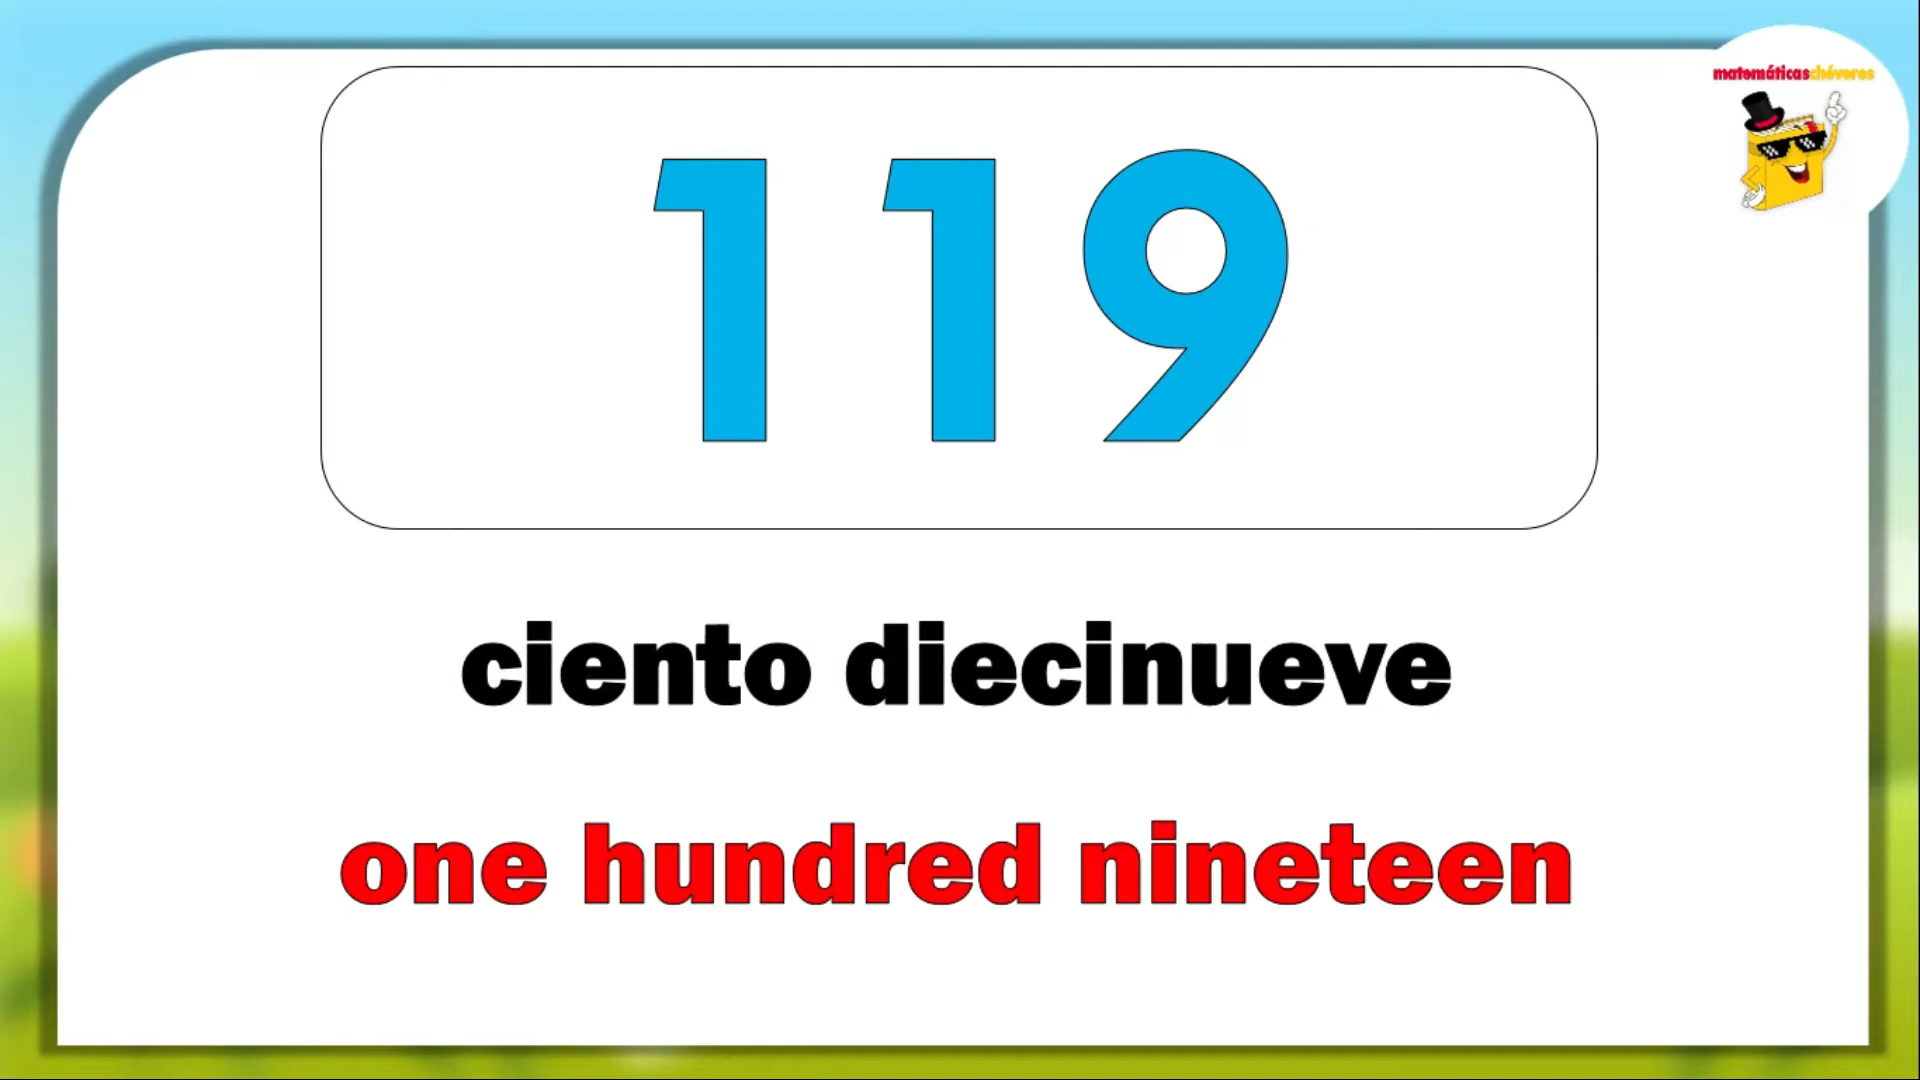 matemáticaschéveres
119
ciento diecinueve
one hundred nineteen